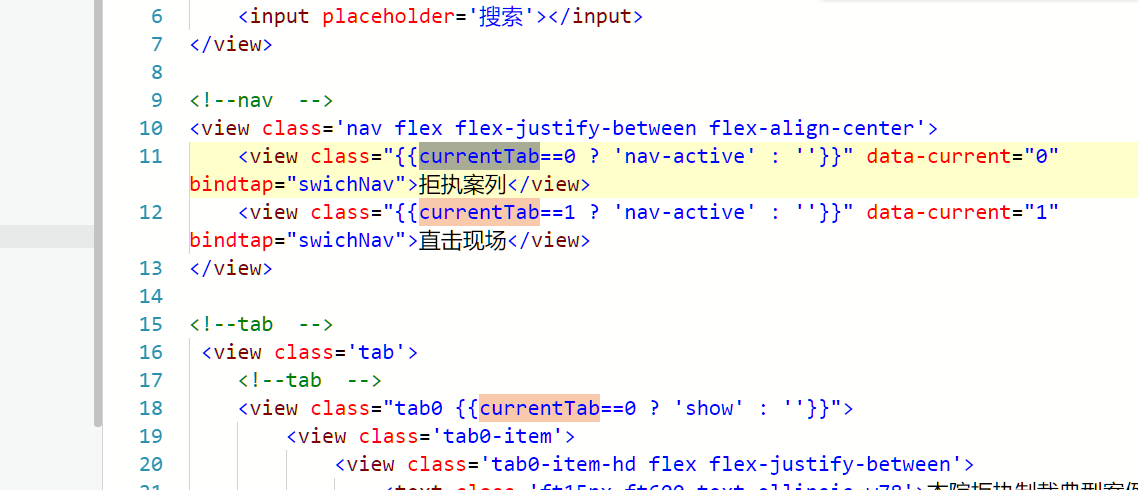 6 <input placeholder='搜索'></input>
7 </view>
8
9 <!--nav  -->
10 <view class='nav flex flex-justify-between flex-align-center'>
11 <view class="{{currentTab==0 ? 'nav-active' : ''}}" data-current="0"
bindtap="swichNav">拒执案列</view>
12 <view class="{{currentTab==1 ? 'nav-active' : ''}}" data-current="1"
bindtap="swichNav">直击现场</view>
13 </view>
14
15 <!--tab  -->
16 <view class='tab'>
17 <!--tab  -->
18 <view class="tab0 {{currentTab==0 ? 'show' : ''}}">
19 <view class='tab0-item'>
20 <view class='tab0-item-hd flex flex-justify-between'>